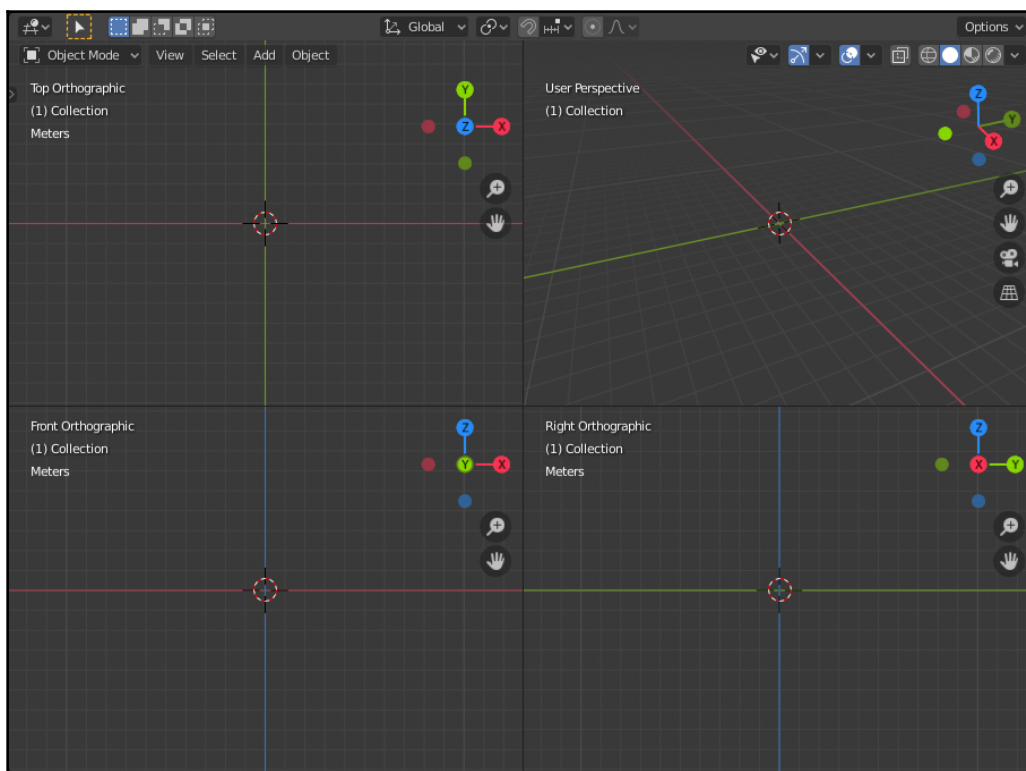 Global
Options
Object Mode View Select Add Object
Top Orthographic
(1) Collection
Meters
Y
Z
X
User Perspective
(1) Collection
Z
Y
X
Front Orthographic
(1) Collection
Meters
Z
Y
X
Right Orthographic
(1) Collection
Meters
Z
X
Y